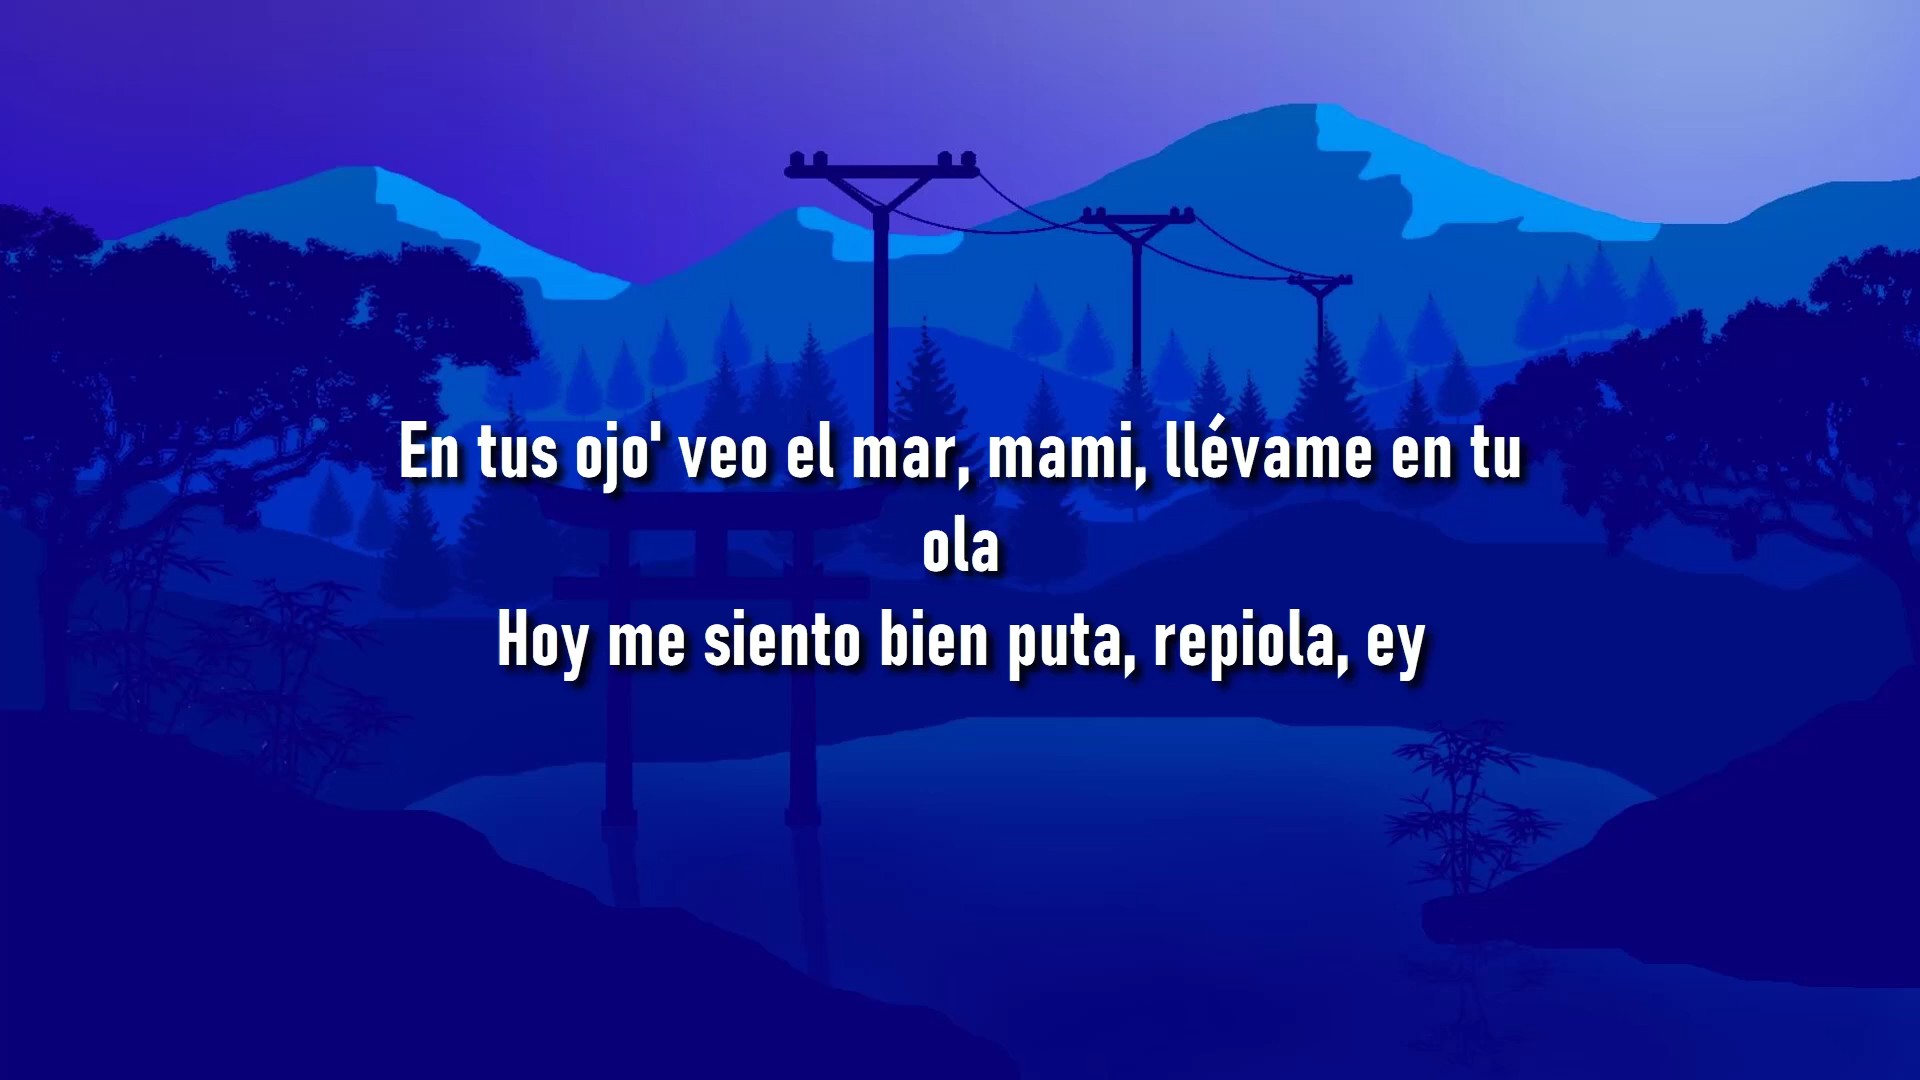 En tus ojo' veo el mar, mami, llévame en tu
ola
Hoy me siento bien puta, repiola, ey